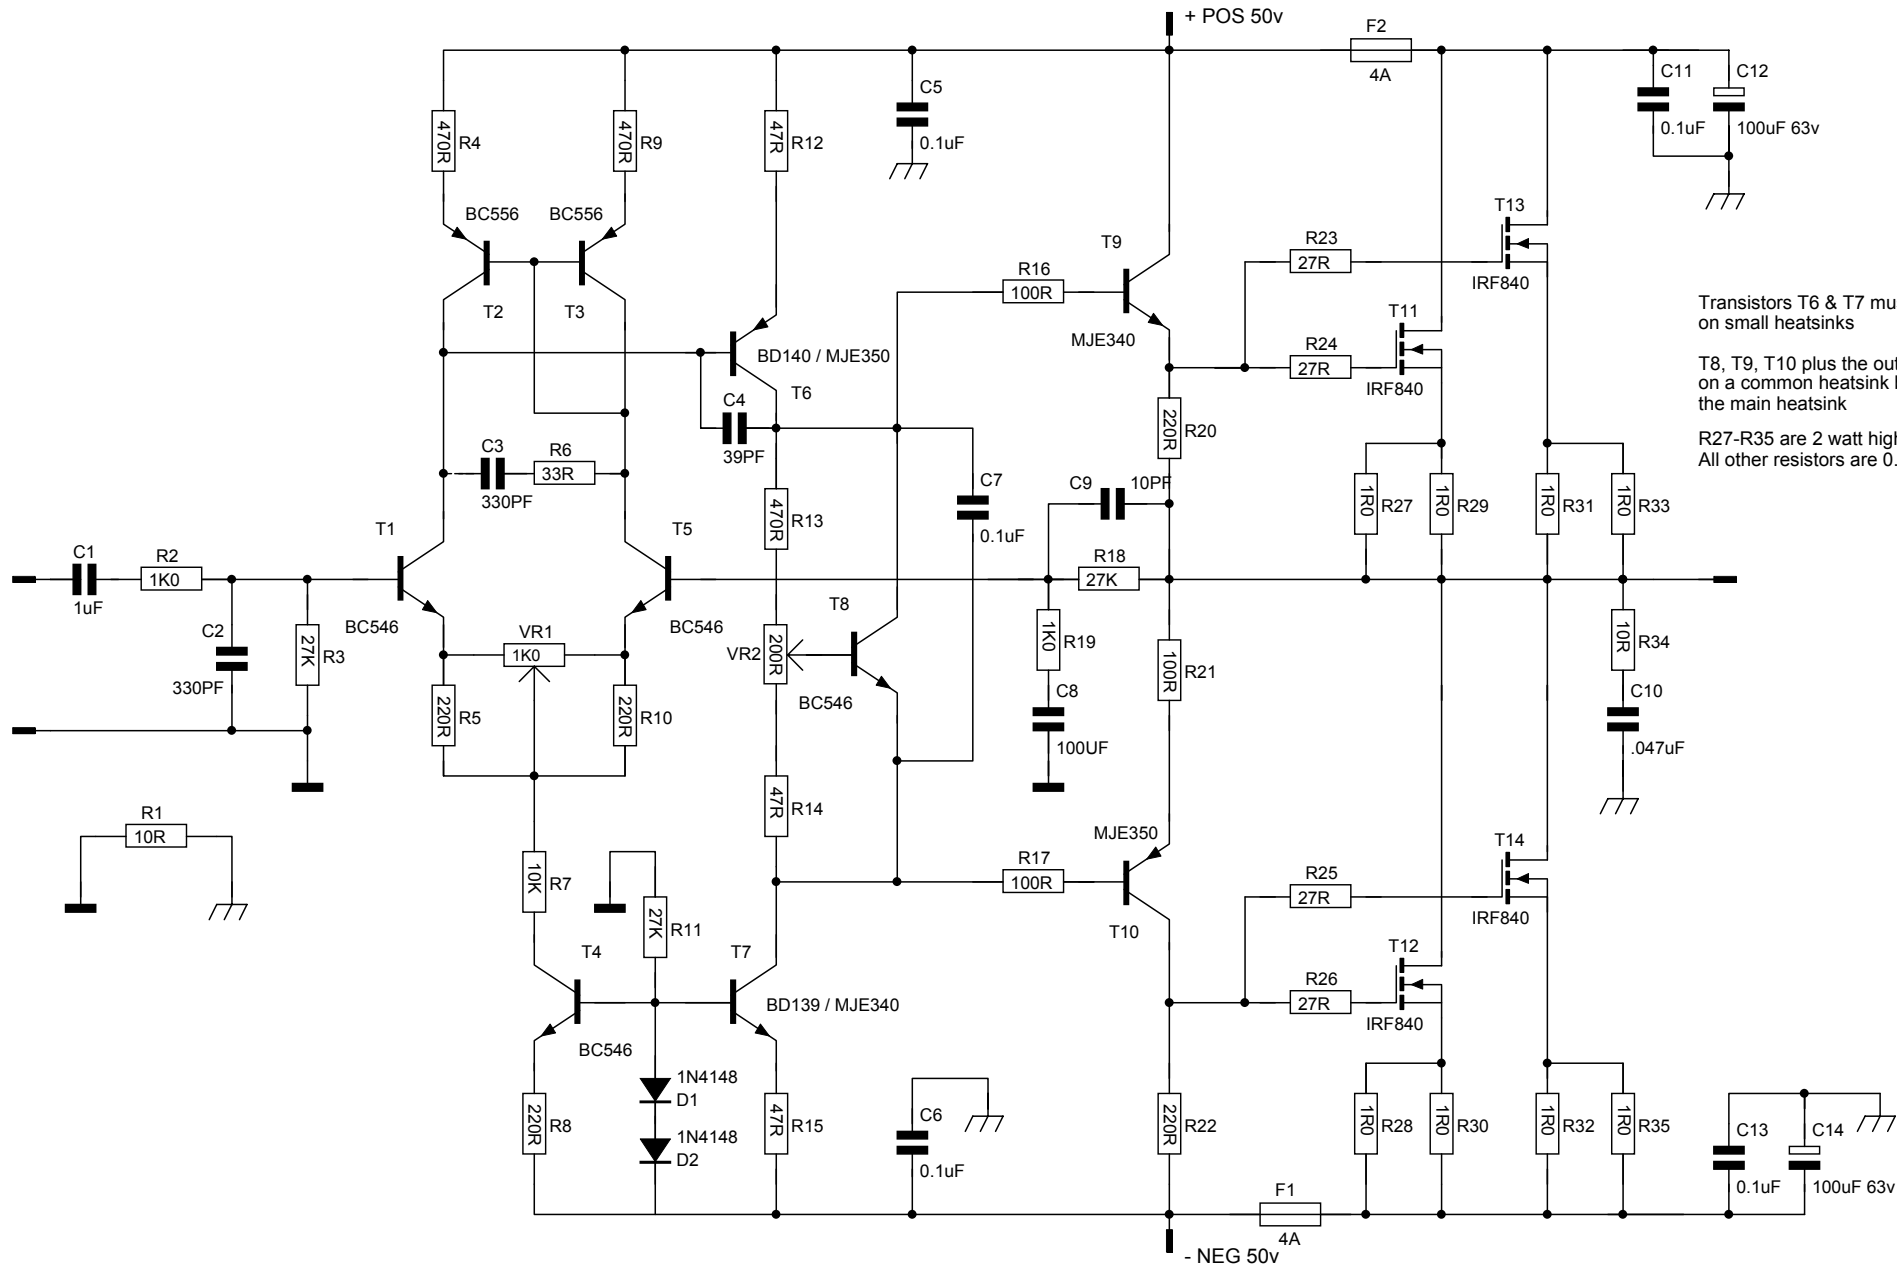 + POS 50v
F2
4A
C5
0.1uF
C11
0.1uF
C12
100uF 63v
R4
470R
R9
470R
R12
47R
BC556
BC556
T2
T3
T13
IRF840
T9
MJE340
R16
100R
R23
27R
T11
IRF840
R24
27R
Transistors T6 & T7 mu
on small heatsinks
T8, T9, T10 plus the ou
on a common heatsink
the main heatsink
R27-R35 are 2 watt hig
All other resistors are 0.
BD140 / MJE350
T6
C4
39PF
R20
220R
C3
330PF
R6
33R
R13
470R
C7
0.1uF
C9
10PF
R27
1R0
R29
1R0
R31
1R0
R33
1R0
C1
1uF
R2
1K0
T1
BC546
T5
BC546
R18
27K
C2
330PF
R3
27K
VR1
1K0
VR2
200R
T8
BC546
R19
1K0
C8
100UF
R21
100R
R34
10R
C10
.047uF
R5
220R
R10
220R
R14
47R
R1
10R
R7
10K
R11
27K
R17
100R
MJE350
T10
R25
27R
T14
IRF840
T4
BC546
T7
BD139 / MJE340
R26
27R
T12
IRF840
1N4148
D1
1N4148
D2
R8
220R
R15
47R
C6
0.1uF
R22
220R
R28
1R0
R30
1R0
R32
1R0
R35
1R0
C13
0.1uF
C14
100uF 63v
F1
4A
- NEG 50v